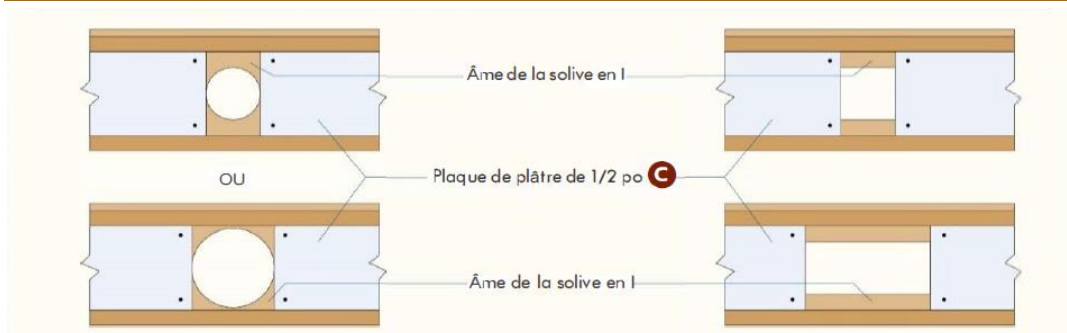 Âme de la solive en I
OU
Plaque de plâtre de 1/2 po C
Âme de la solive en I